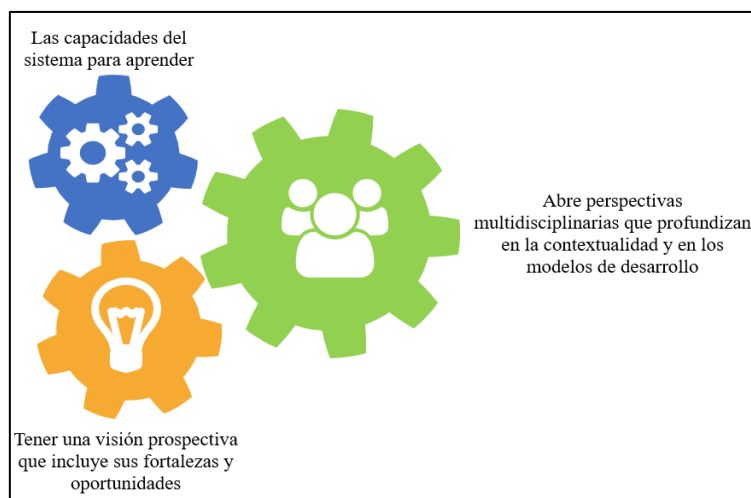 Las capacidades del
sistema para aprender
Abre perspectivas
multidisciplinarias que profundizan
en la contextualidad y en los
modelos de desarrollo
Tener una visión prospectiva
que incluye sus fortalezas y
oportunidades